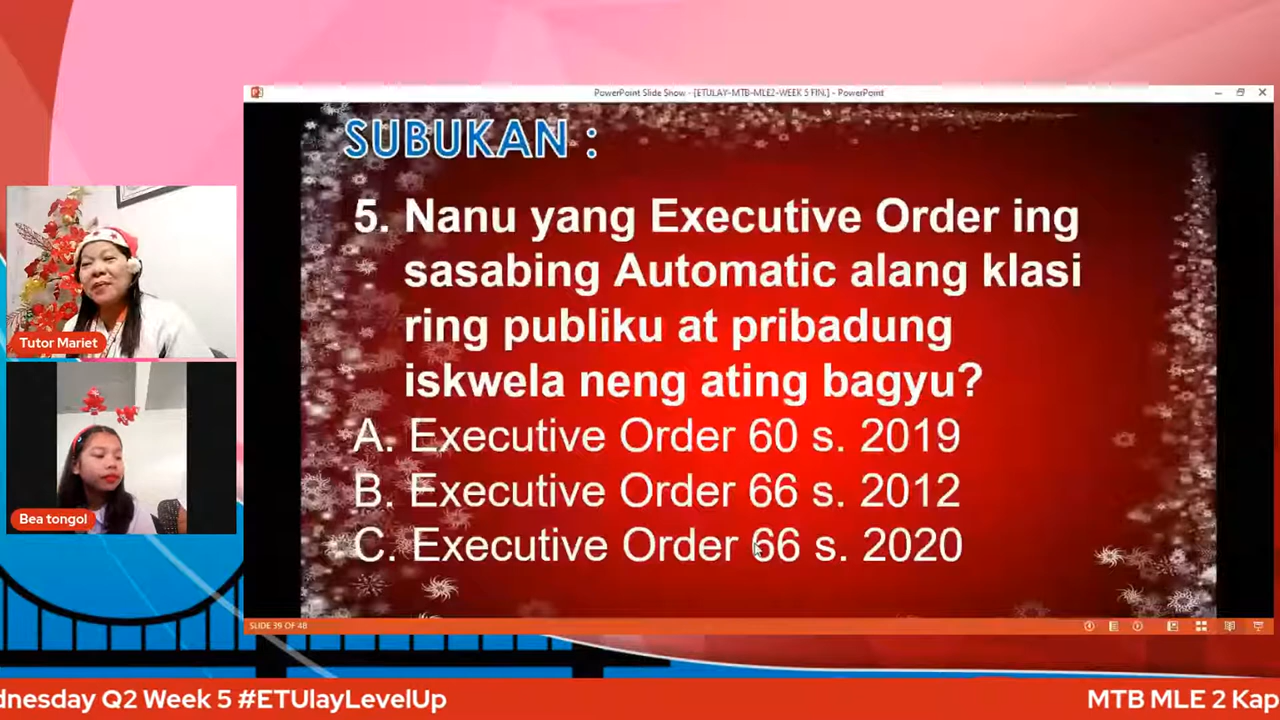 PowerPoint Slide Show - [ETULAY-MTB-MLE2-WEEK 5 FIN.] - PowerPoint
SUBUKAN :
5. Nanu yang Executive Order ing
sasabing Automatic alang klasi
ring publiku at pribadung
iskwela neng ating bagyu?
A. Executive Order 60 s. 2019
B. Executive Order 66 s. 2012
C. Executive Order 66 s. 2020
Tutor Mariet
Bea tongol
SLIDE 39 OF 48
dnesday Q2 Week 5 #ETUlayLevelUp
MTB MLE 2 Kap